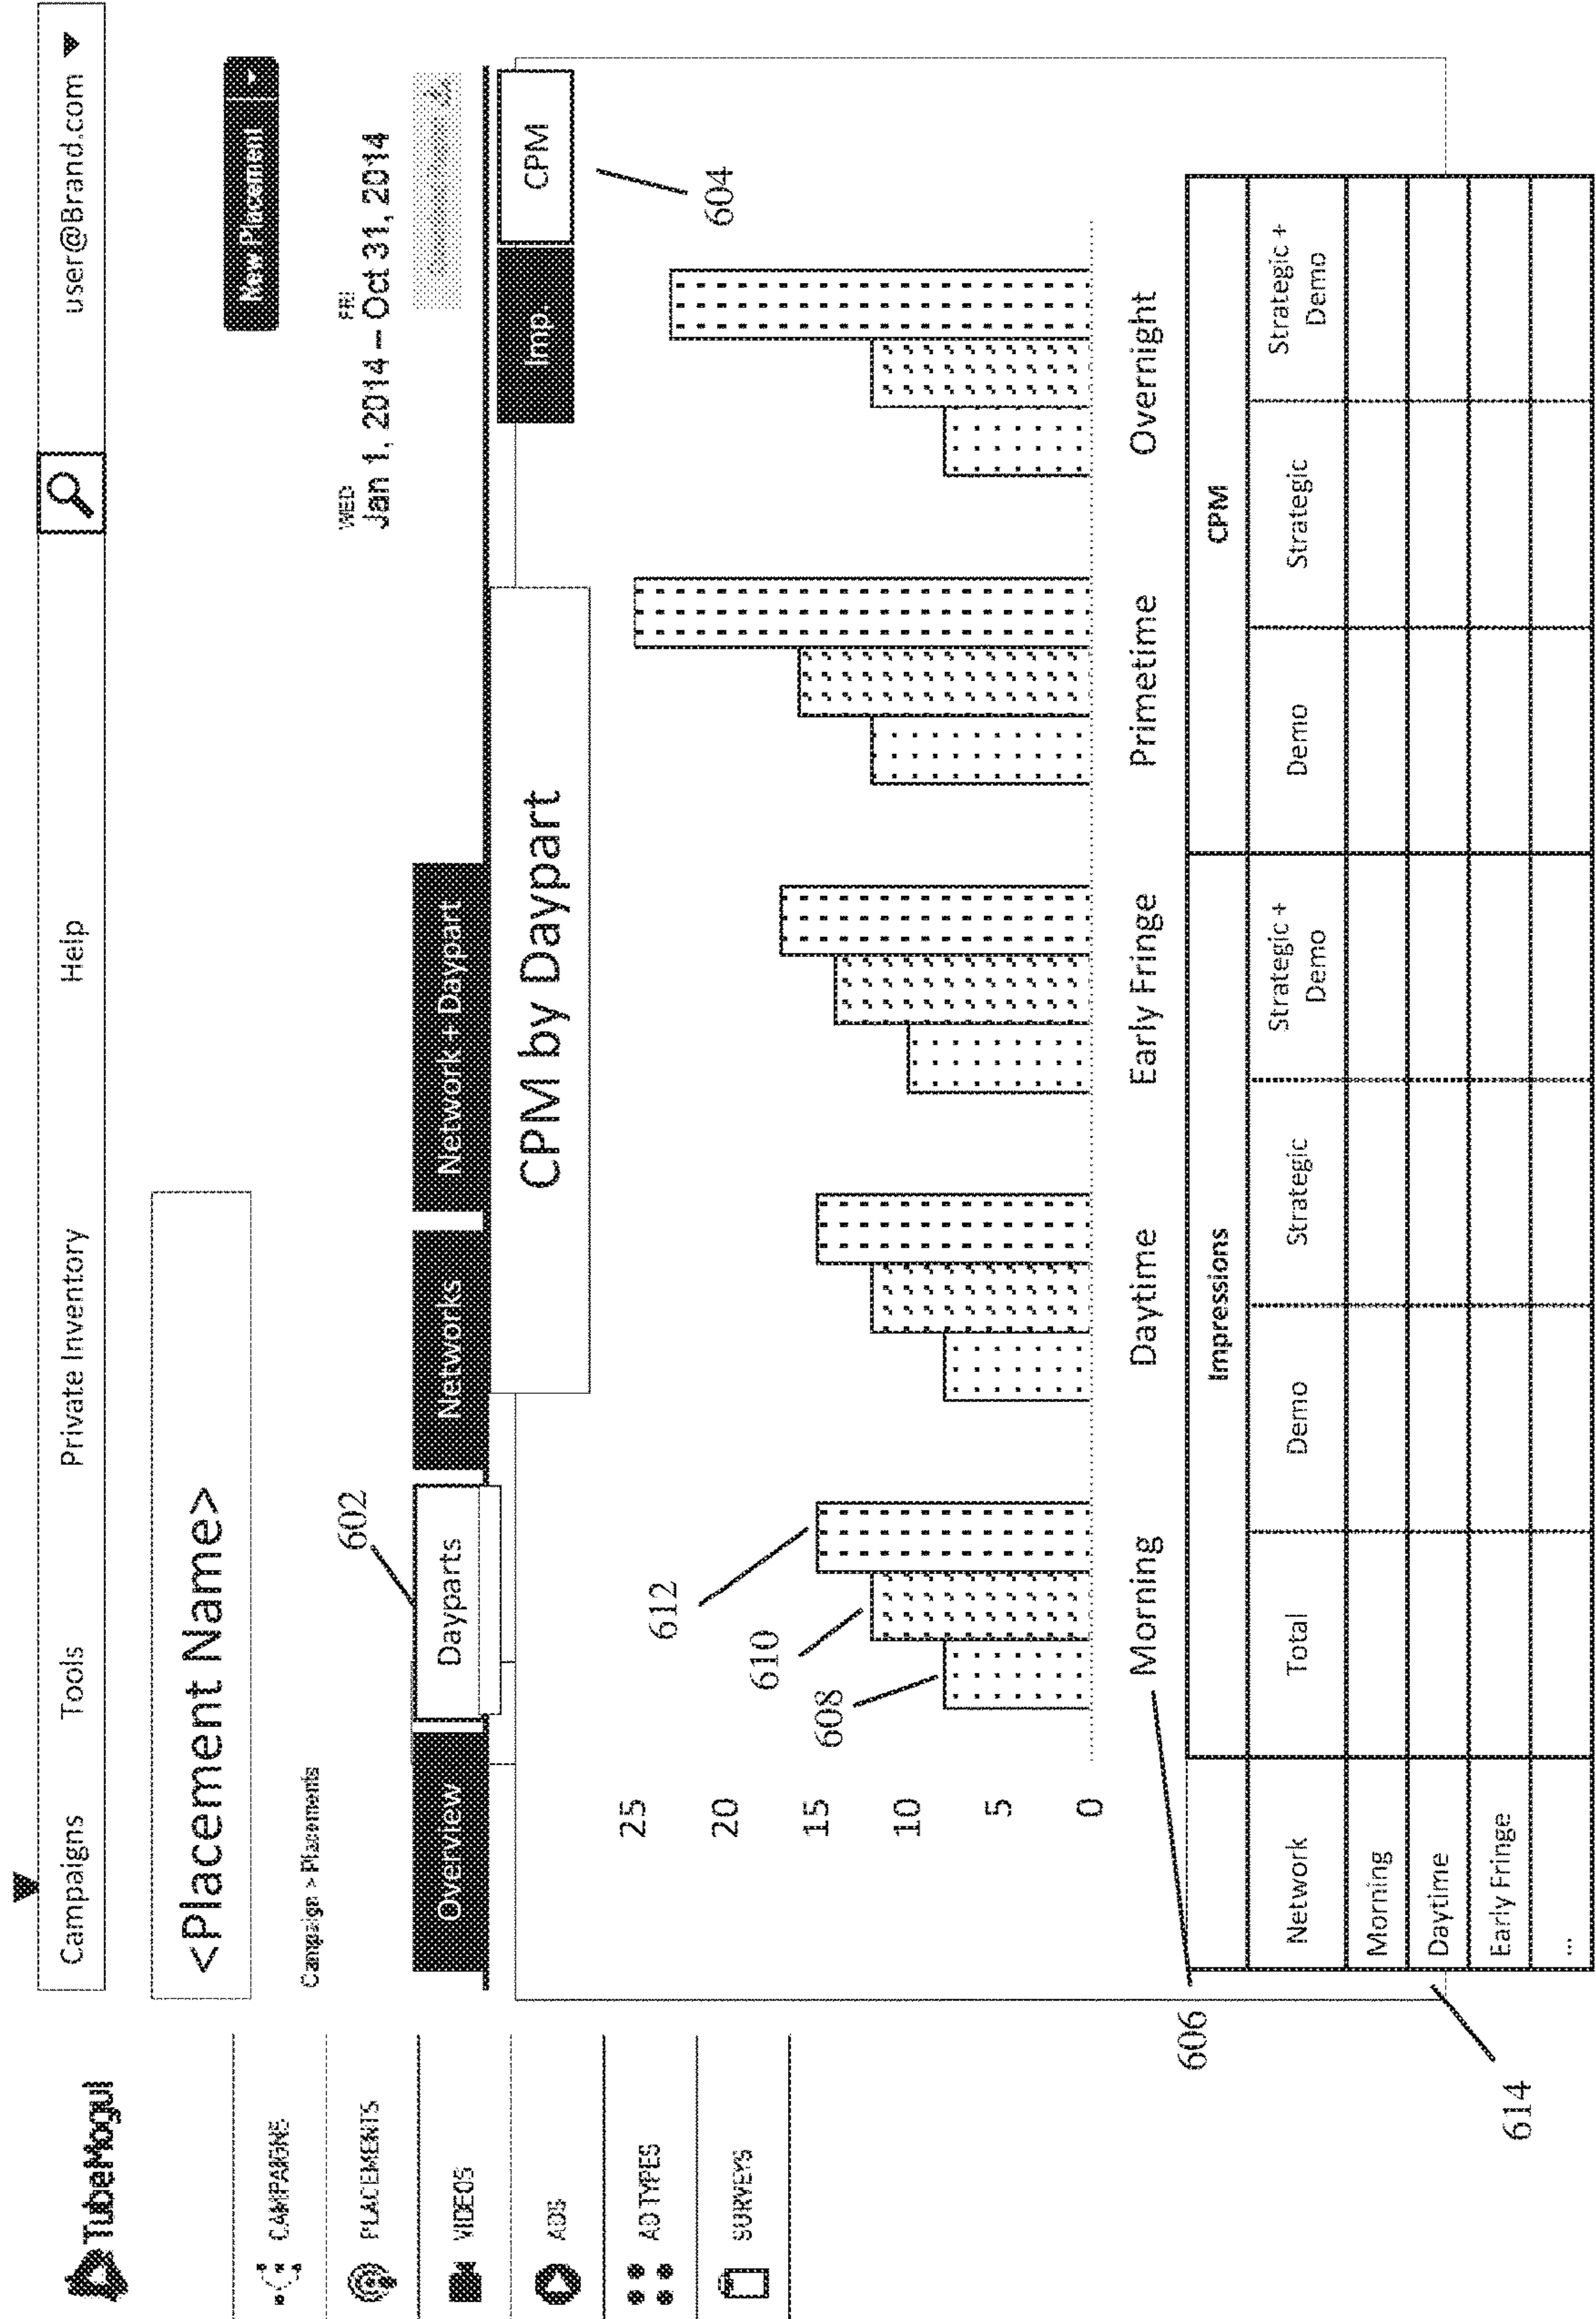 TubeMogul
Campaigns Tools Private Inventory Help user@Brand.com
<Placement Name>
New Placement
Campaign > Placements
WED FRI
Jan 1, 2014 – Oct 31, 2014
CAMPAIGNS
PLACEMENTS
VIDEOS
ADS
AD TYPES
SURVEYS
602
Overview Dayparts Networks Network + Daypart
CPM by Daypart
Imp. CPM
604
25
20
15
10
5
0
612
610
608
Morning Daytime Early Fringe Primetime Overnight
606
Impressions CPM
Network Total Demo Strategic Strategic + Demo Demo Strategic Strategic + Demo
Morning
Daytime
Early Fringe
...
614